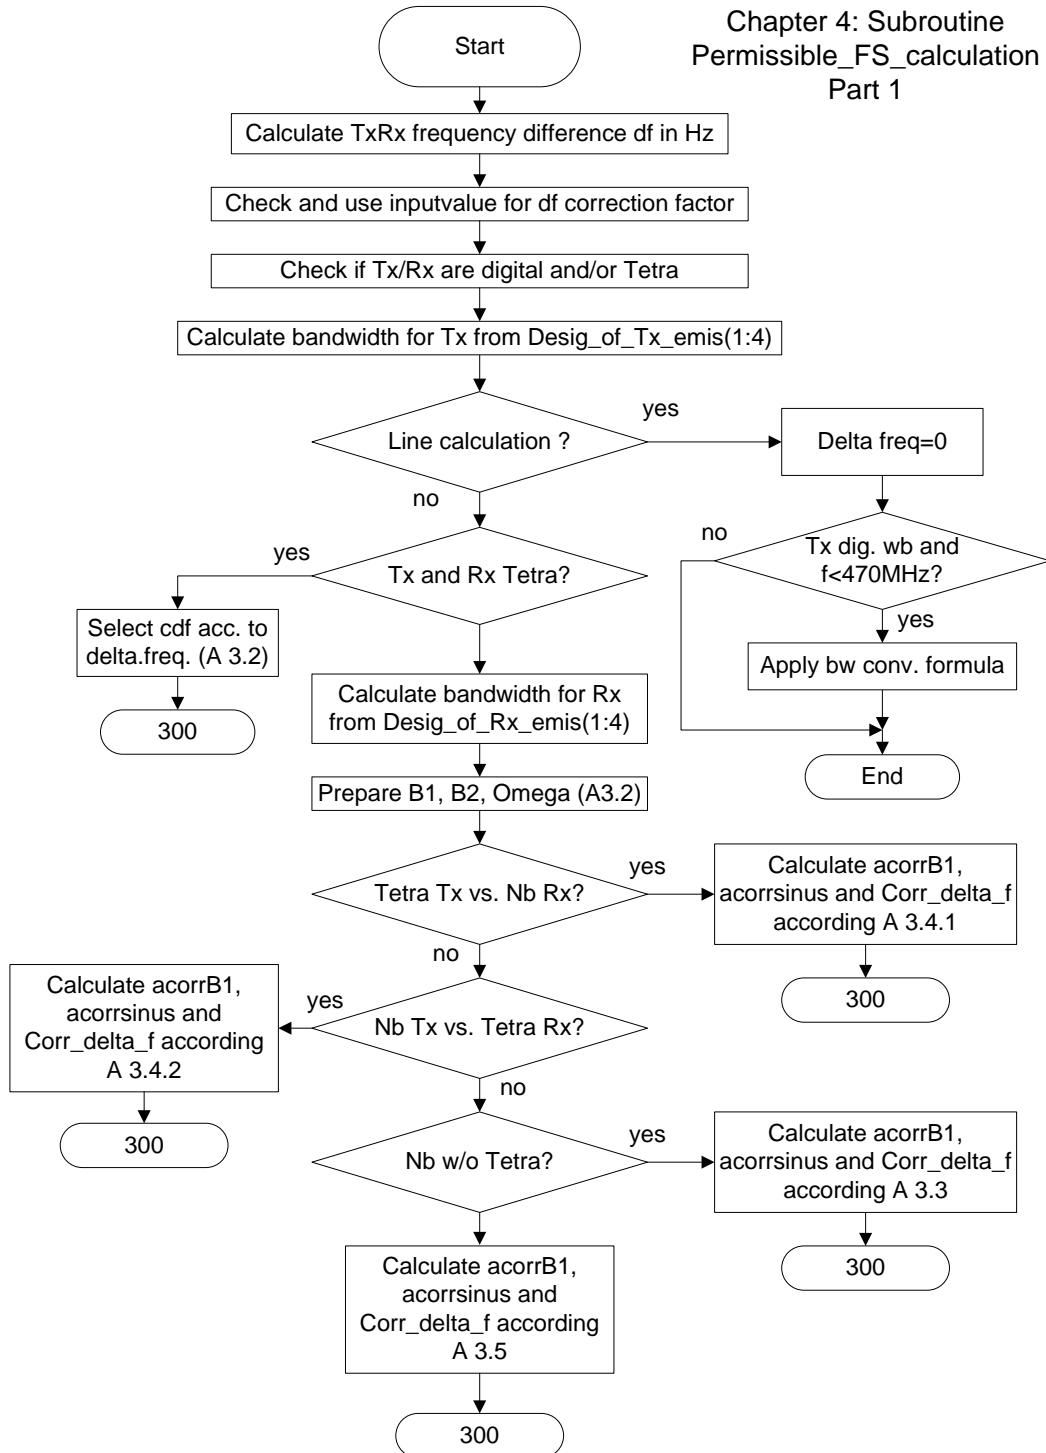 Chapter 4: Subroutine
Permissible_FS_calculation
Part 1
Start
Calculate TxRx frequency difference df in Hz
Check and use inputvalue for df correction factor
Check if Tx/Rx are digital and/or Tetra
Calculate bandwidth for Tx from Desig_of_Tx_emis(1:4)
Line calculation ?
yes
Delta freq=0
no
Tx dig. wb and
f<470MHz?
no
yes
Apply bw conv. formula
End
Tx and Rx Tetra?
yes
Select cdf acc. to
delta.freq. (A 3.2)
300
Calculate bandwidth for Rx
from Desig_of_Rx_emis(1:4)
Prepare B1, B2, Omega (A3.2)
Tetra Tx vs. Nb Rx?
yes
Calculate acorrB1,
acorrsinus and Corr_delta_f
according A 3.4.1
300
no
Nb Tx vs. Tetra Rx?
yes
Calculate acorrB1,
acorrsinus and
Corr_delta_f according
A 3.4.2
300
no
Nb w/o Tetra?
yes
Calculate acorrB1,
acorrsinus and Corr_delta_f
according A 3.3
300
Calculate acorrB1,
acorrsinus and
Corr_delta_f according
A 3.5
300